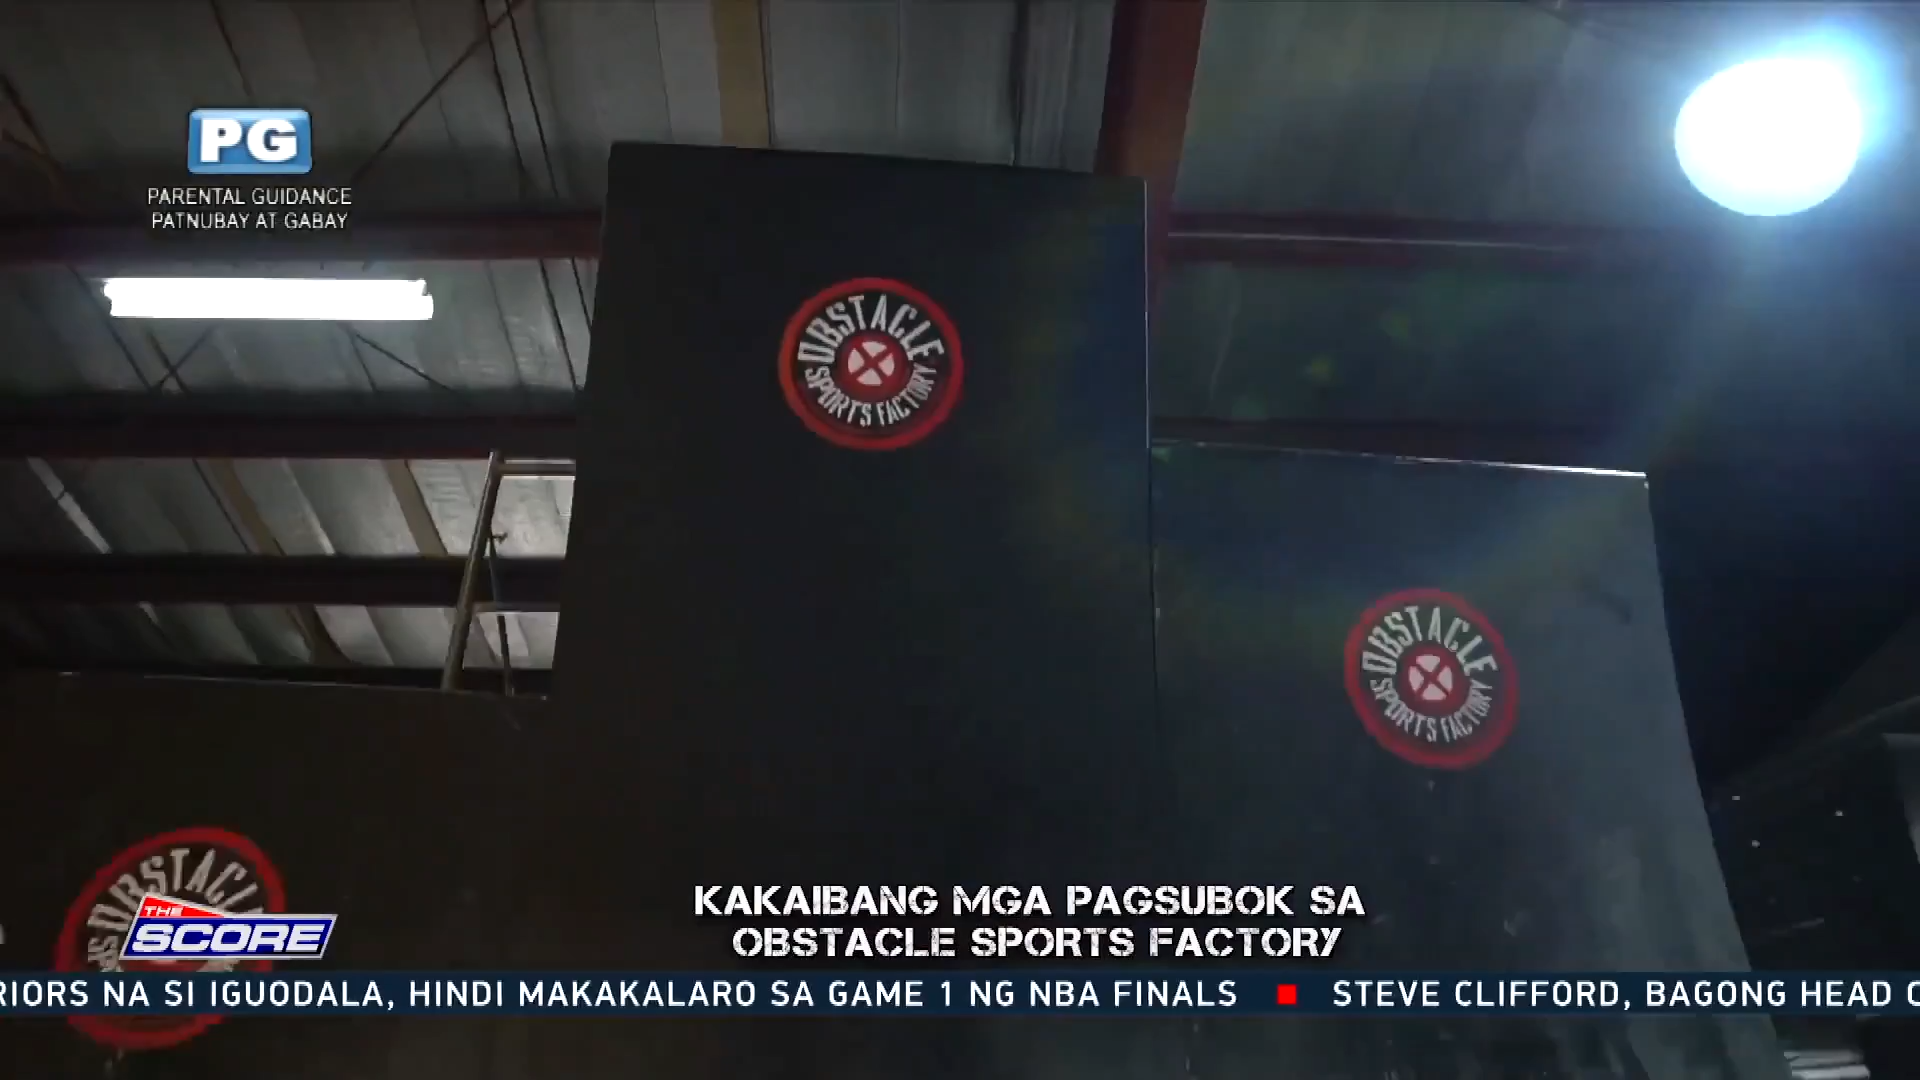 PG
PARENTAL GUIDANCE
PATNUBAY AT GABAY
OBSTACLE
SPORTS FACTORY
OBSTACLE
SPORTS FACTORY
OBSTACLE
THE
SCORE
KAKAIBANG MGA PAGSUBOK SA
OBSTACLE SPORTS FACTORY
RIORS NA SI IGUODALA, HINDI MAKAKALARO SA GAME 1 NG NBA FINALS ■ STEVE CLIFFORD, BAGONG HEAD C